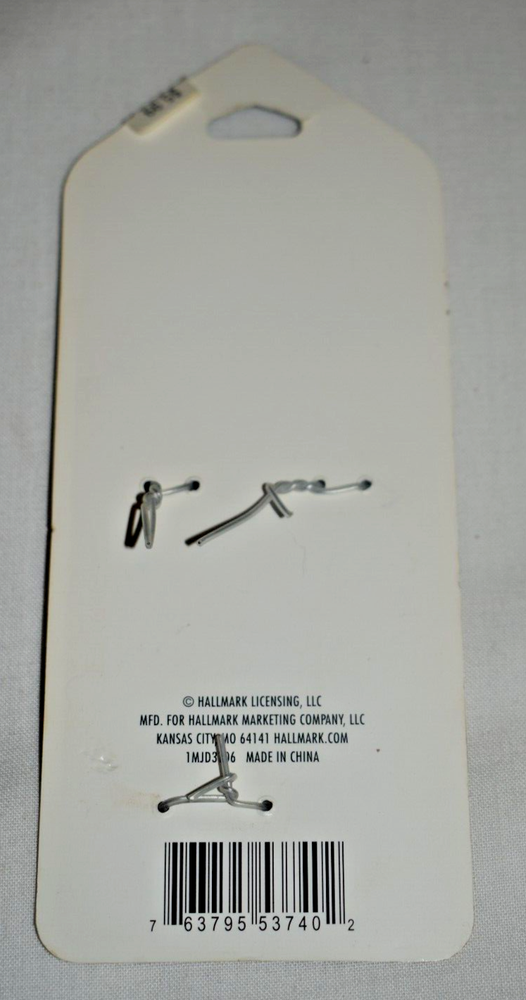 © HALLMARK LICENSING, LLC
MFD. FOR HALLMARK MARKETING COMPANY, LLC
KANSAS CITY, MO 64141 HALLMARK.COM
MADE IN CHINA
7 63795 53740 2